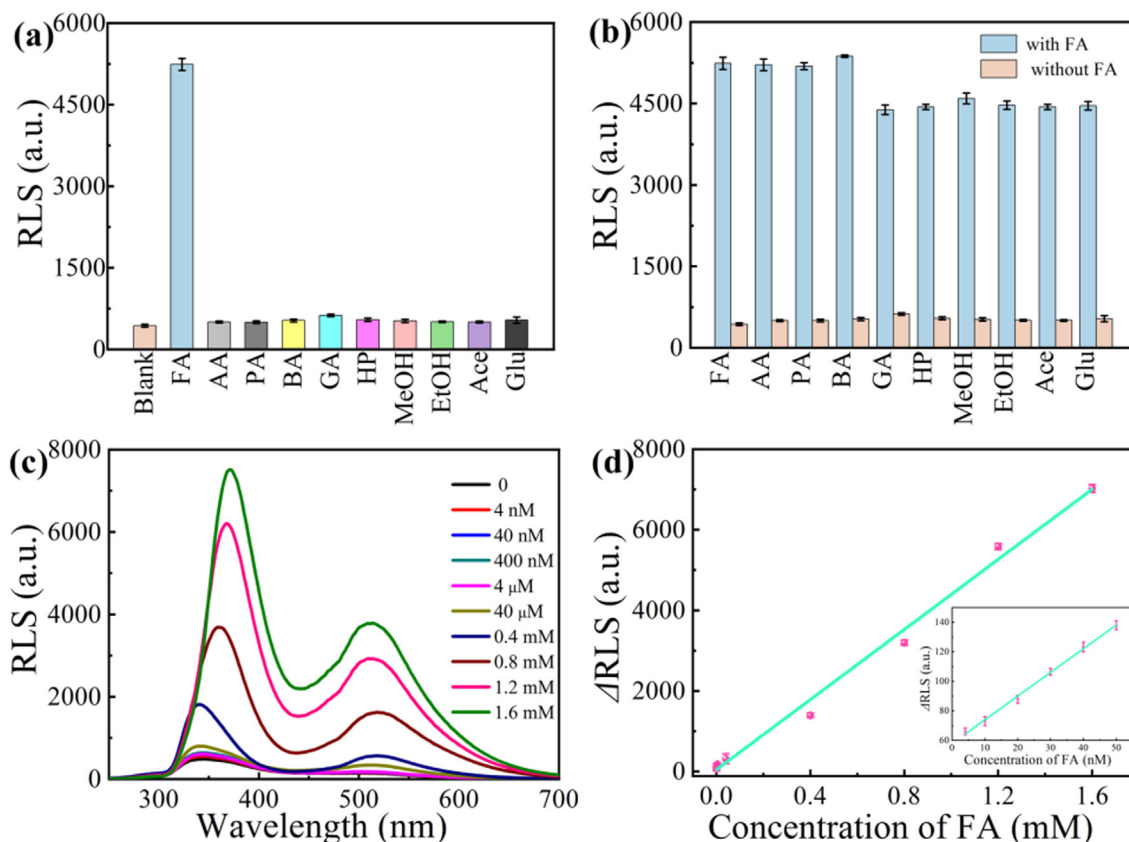 (a)
RLS (a.u.)
6000
4500
3000
1500
0
Blank
FA
AA
PA
BA
GA
HP
MeOH
EtOH
Ace
Glu
(b)
RLS (a.u.)
6000
4500
3000
1500
0
with FA
without FA
FA
AA
PA
BA
GA
HP
MeOH
EtOH
Ace
Glu
(c)
RLS (a.u.)
8000
6000
4000
2000
0
0
4 nM
40 nM
400 nM
4 μM
40 μM
0.4 mM
0.8 mM
1.2 mM
1.6 mM
300 400 500 600 700
Wavelength (nm)
(d)
ΔRLS (a.u.)
8000
6000
4000
2000
0
ΔRLS (a.u.)
140
120
100
80
60
0 10 20 30 40 50
Concentration of FA (nM)
0.0 0.4 0.8 1.2 1.6
Concentration of FA (mM)